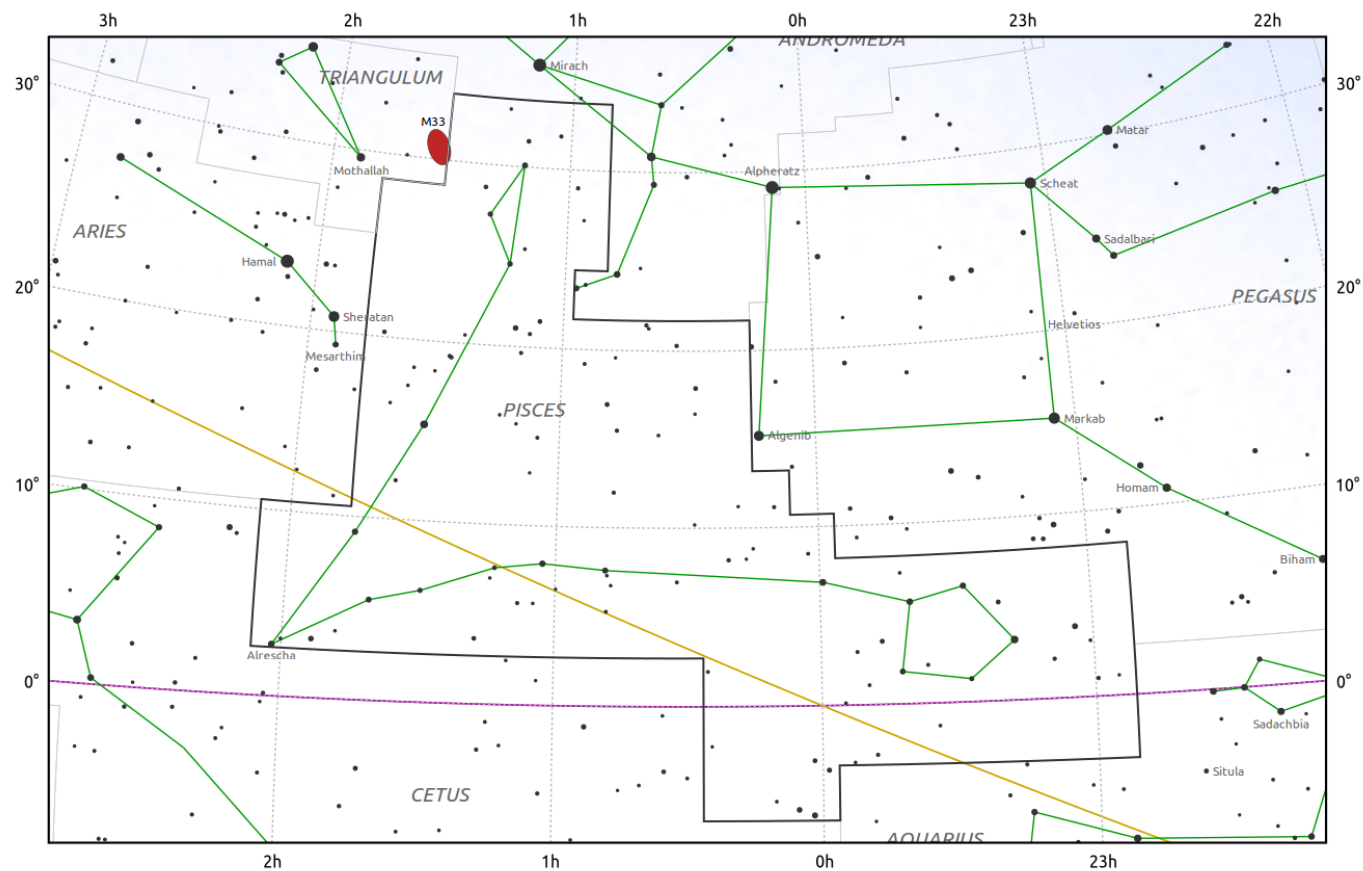 3h 2h 1h 0h 23h 22h
ANDROMEDA
Mirach
TRIANGULUM
30° 30°
M33
Matar
Mothallah
Alpheratz
Scheat
ARIES
Sadalbari
Hamal
20° 20°
PEGASUS
Sheratan
Helvetios
Mesarthim
PISCES
Markab
Algenib
10° 10°
Homam
Biham
Alrescha
0° 0°
Sadachbia
Situla
CETUS
AQUARIUS
2h 1h 0h 23h